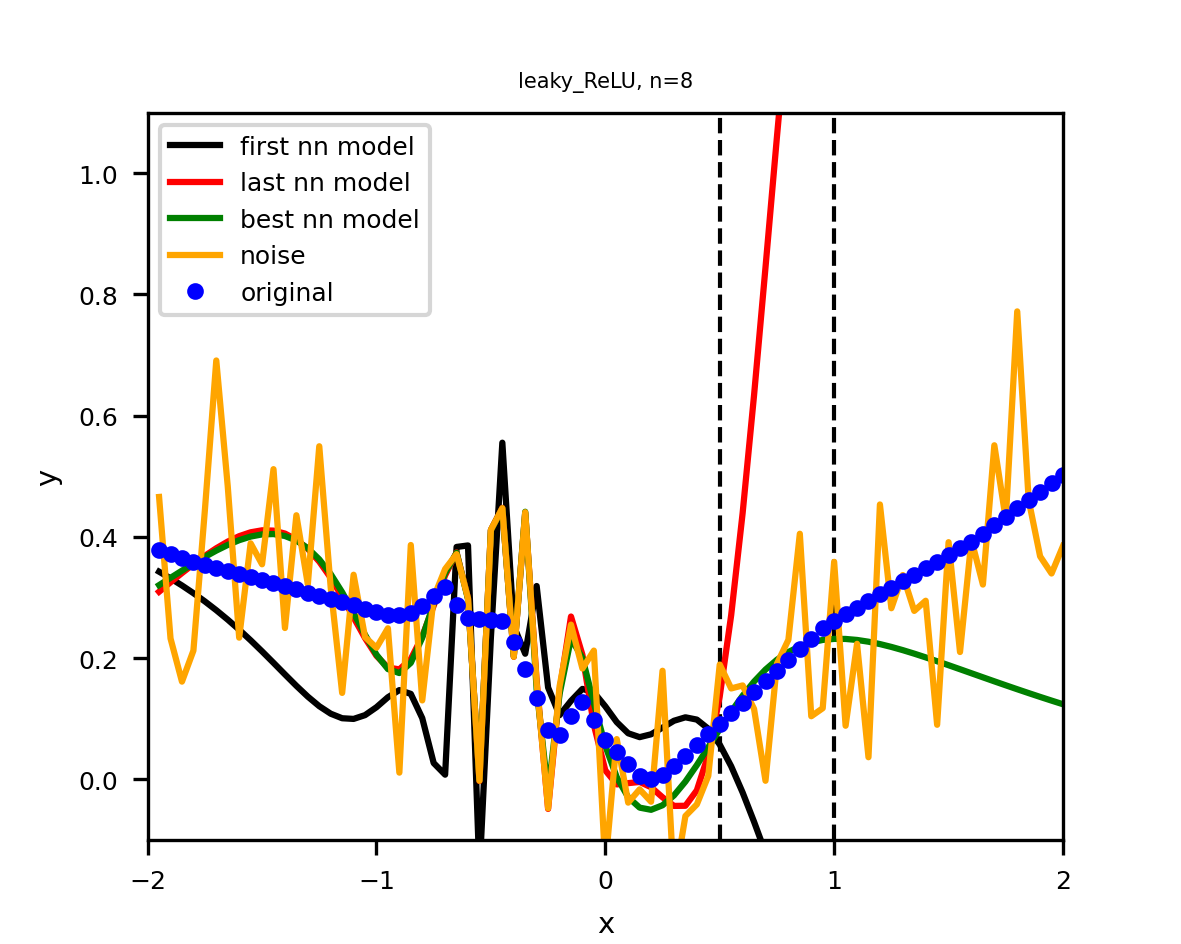 leaky_ReLU, n=8
first nn model
last nn model
best nn model
noise
original
1.0
0.8
0.6
0.4
0.2
0.0
y
−2
−1
0
1
2
x